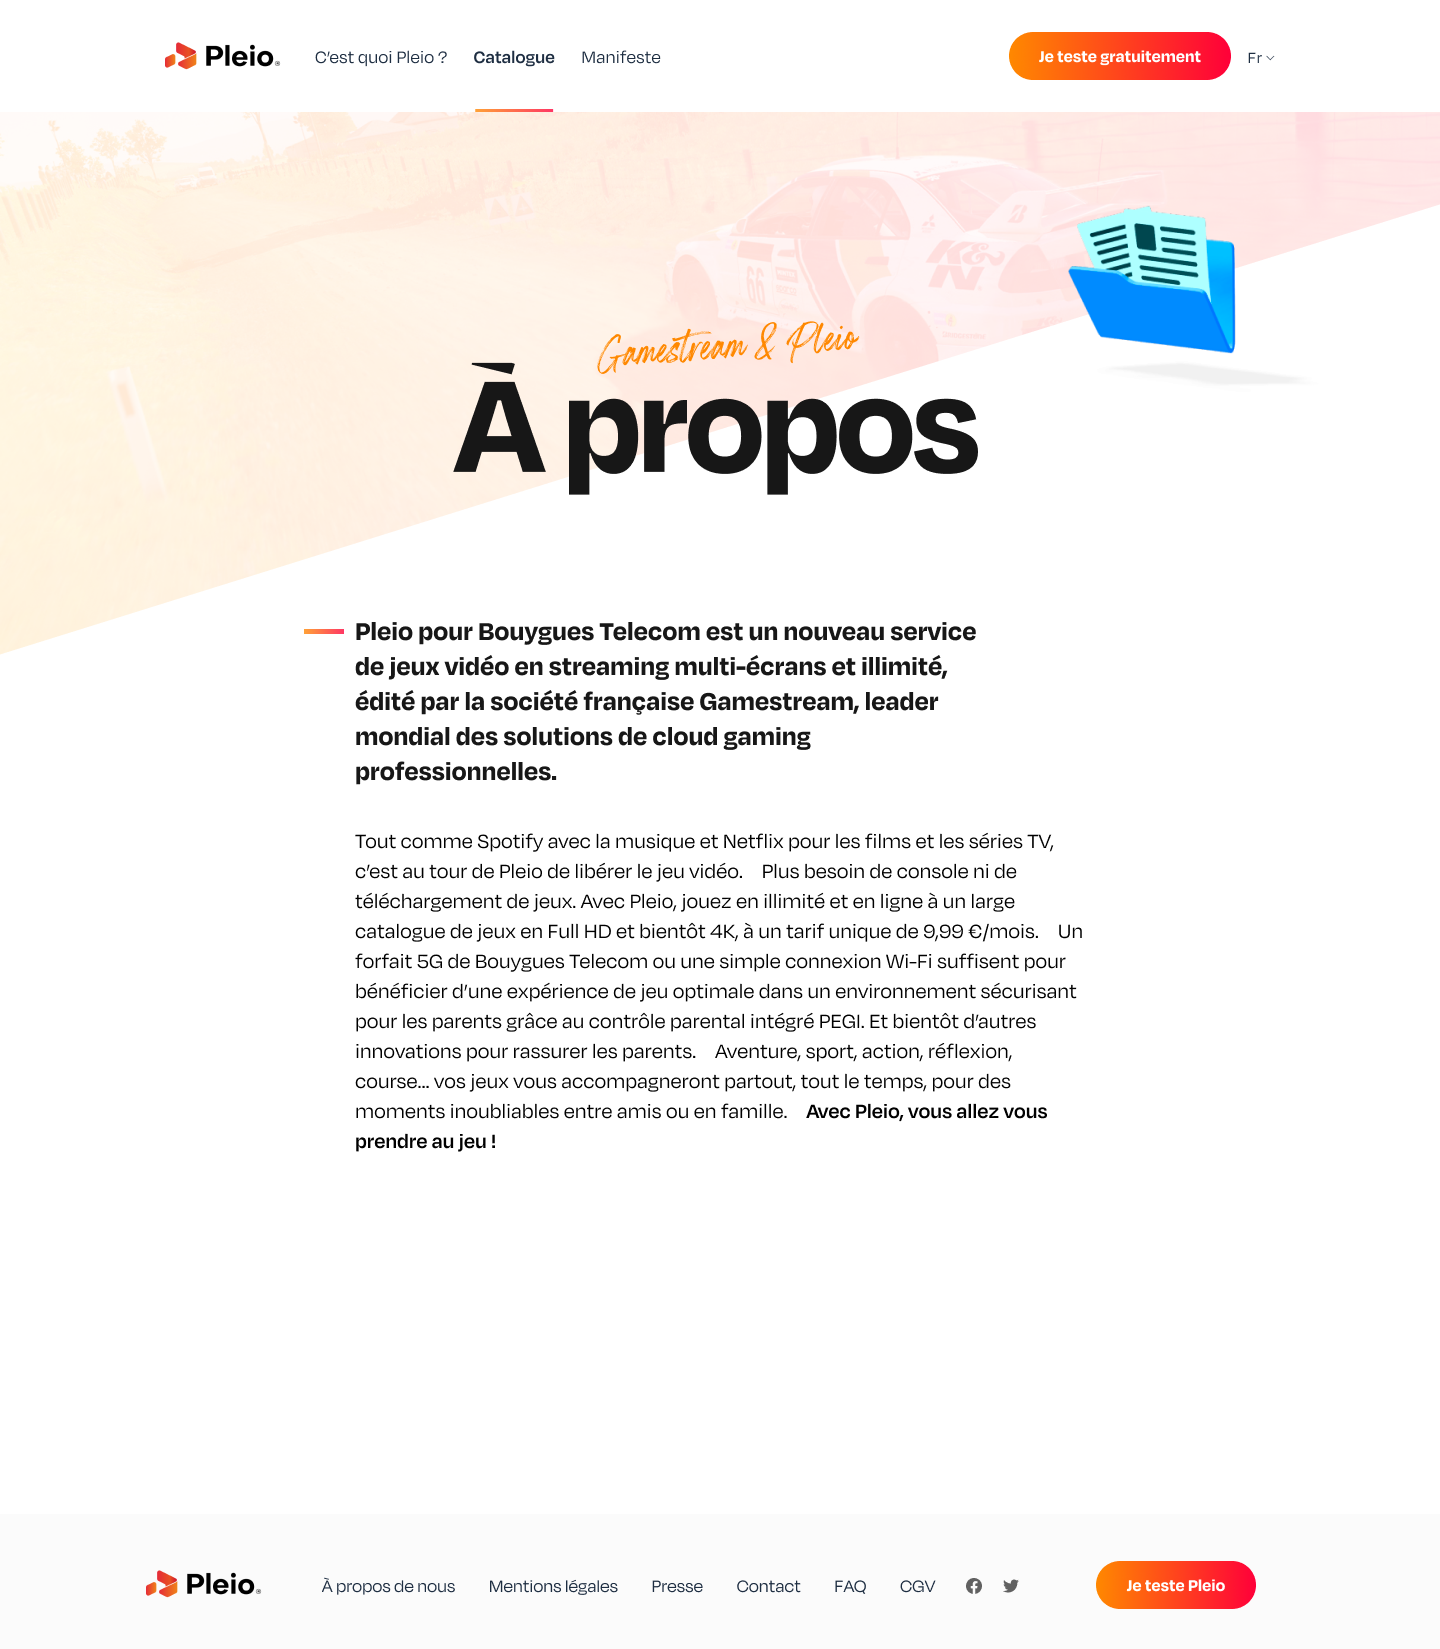 Pleio®
C’est quoi Pleio ?
Catalogue
Manifeste
Je teste gratuitement
Fr
66
K&N
Gamestream & Pleio
À propos
Pleio pour Bouygues Telecom est un nouveau service
de jeux vidéo en streaming multi-écrans et illimité,
édité par la société française Gamestream, leader
mondial des solutions de cloud gaming
professionnelles.
Tout comme Spotify avec la musique et Netflix pour les films et les séries TV,
c’est au tour de Pleio de libérer le jeu vidéo. Plus besoin de console ni de
téléchargement de jeux. Avec Pleio, jouez en illimité et en ligne à un large
catalogue de jeux en Full HD et bientôt 4K, à un tarif unique de 9,99 €/mois. Un
forfait 5G de Bouygues Telecom ou une simple connexion Wi-Fi suffisent pour
bénéficier d’une expérience de jeu optimale dans un environnement sécurisant
pour les parents grâce au contrôle parental intégré PEGI. Et bientôt d’autres
innovations pour rassurer les parents. Aventure, sport, action, réflexion,
course... vos jeux vous accompagneront partout, tout le temps, pour des
moments inoubliables entre amis ou en famille. Avec Pleio, vous allez vous
prendre au jeu !
Pleio®
À propos de nous
Mentions légales
Presse
Contact
FAQ
CGV
Je teste Pleio